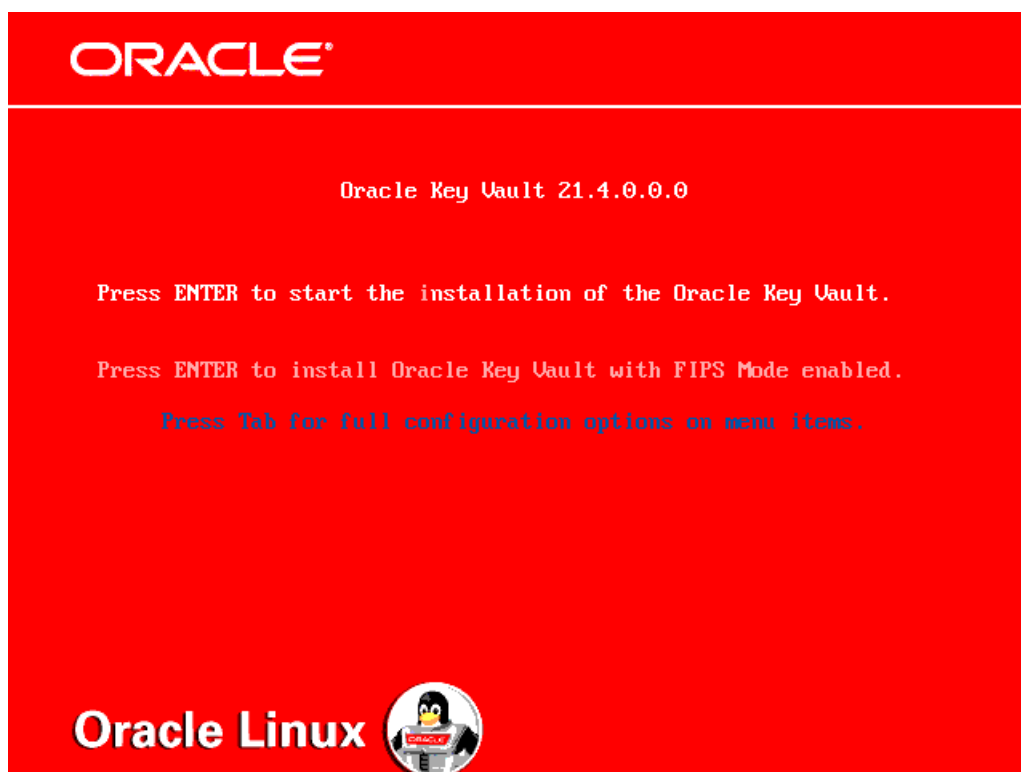 ORACLE®
Oracle Key Vault 21.4.0.0.0
Press ENTER to start the installation of the Oracle Key Vault.
Press ENTER to install Oracle Key Vault with FIPS Mode enabled.
Press Tab for full configuration options on menu items.
Oracle Linux
ORACLE